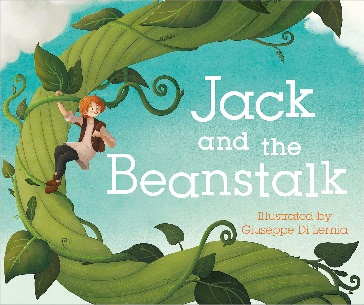 Jack
and the
Beanstalk
Illustrated by
Giuseppe Di Lernia